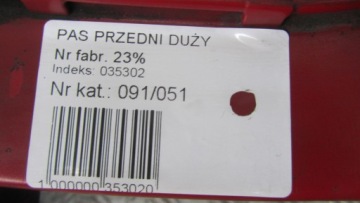 PAS PRZEDNI DUŻY
Nr fabr. 23%
Indeks: 035302
Nr kat.: 091/051
1 000000 353020